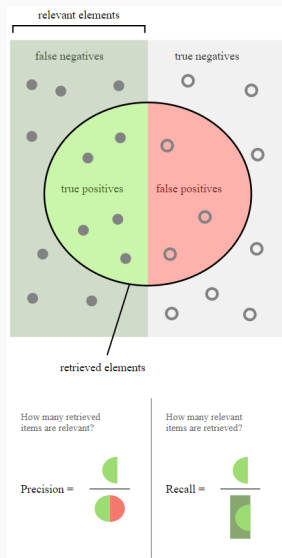 relevant elements
false negatives
true negatives
true positives
false positives
retrieved elements
How many retrieved
items are relevant?
Precision =
How many relevant
items are retrieved?
Recall =